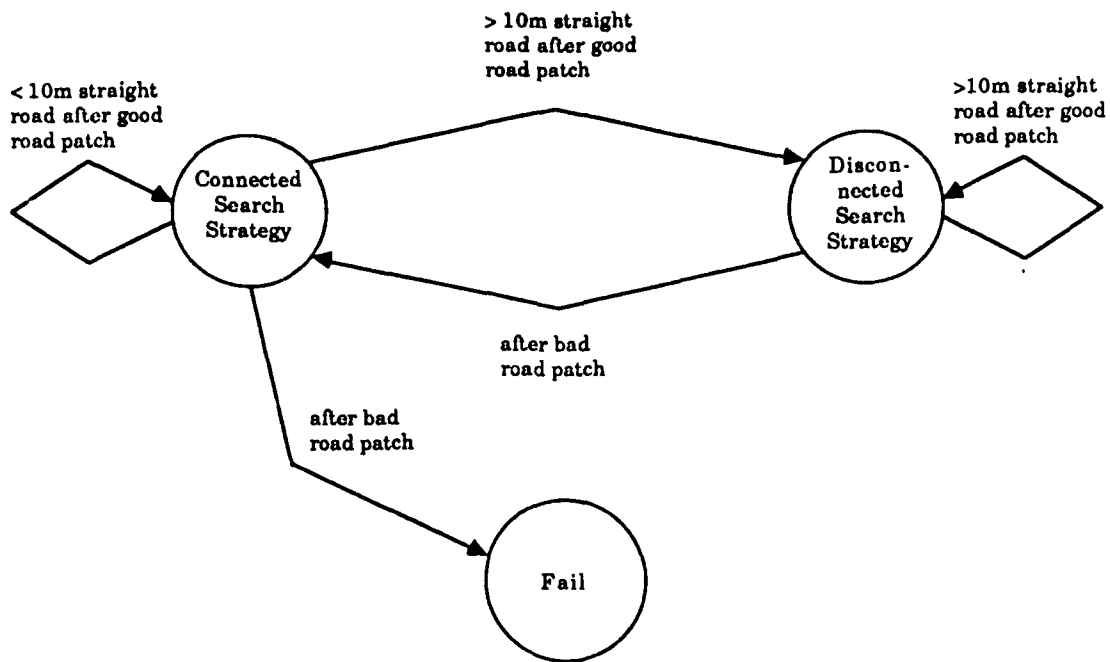 > 10m straight
road after good
road patch
< 10m straight
road after good
road patch
>10m straight
road after good
road patch
Connected
Search
Strategy
Discon-
nected
Search
Strategy
after bad
road patch
after bad
road patch
Fail